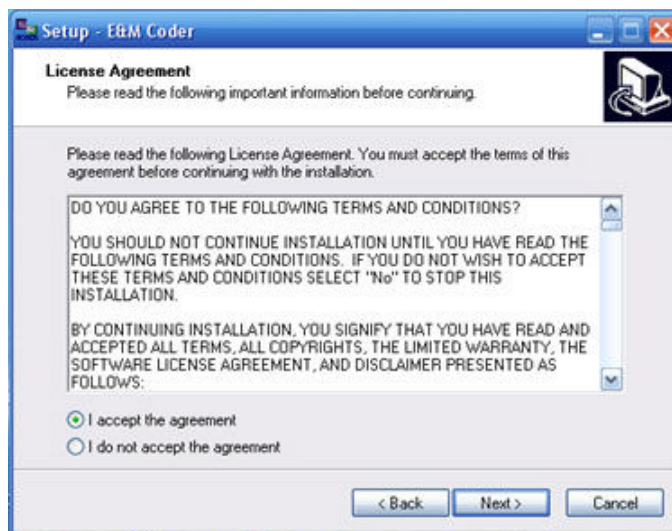 Setup - E&M Coder
License Agreement
Please read the following important information before continuing.
Please read the following License Agreement. You must accept the terms of this
agreement before continuing with the installation.
DO YOU AGREE TO THE FOLLOWING TERMS AND CONDITIONS?
YOU SHOULD NOT CONTINUE INSTALLATION UNTIL YOU HAVE READ THE
FOLLOWING TERMS AND CONDITIONS. IF YOU DO NOT WISH TO ACCEPT
THESE TERMS AND CONDITIONS SELECT "No" TO STOP THIS
INSTALLATION.
BY CONTINUING INSTALLATION, YOU SIGNIFY THAT YOU HAVE READ AND
ACCEPTED ALL TERMS, ALL COPYRIGHTS, THE LIMITED WARRANTY, THE
SOFTWARE LICENSE AGREEMENT, AND DISCLAIMER PRESENTED AS
FOLLOWS:
I accept the agreement
I do not accept the agreement
< Back Next > Cancel